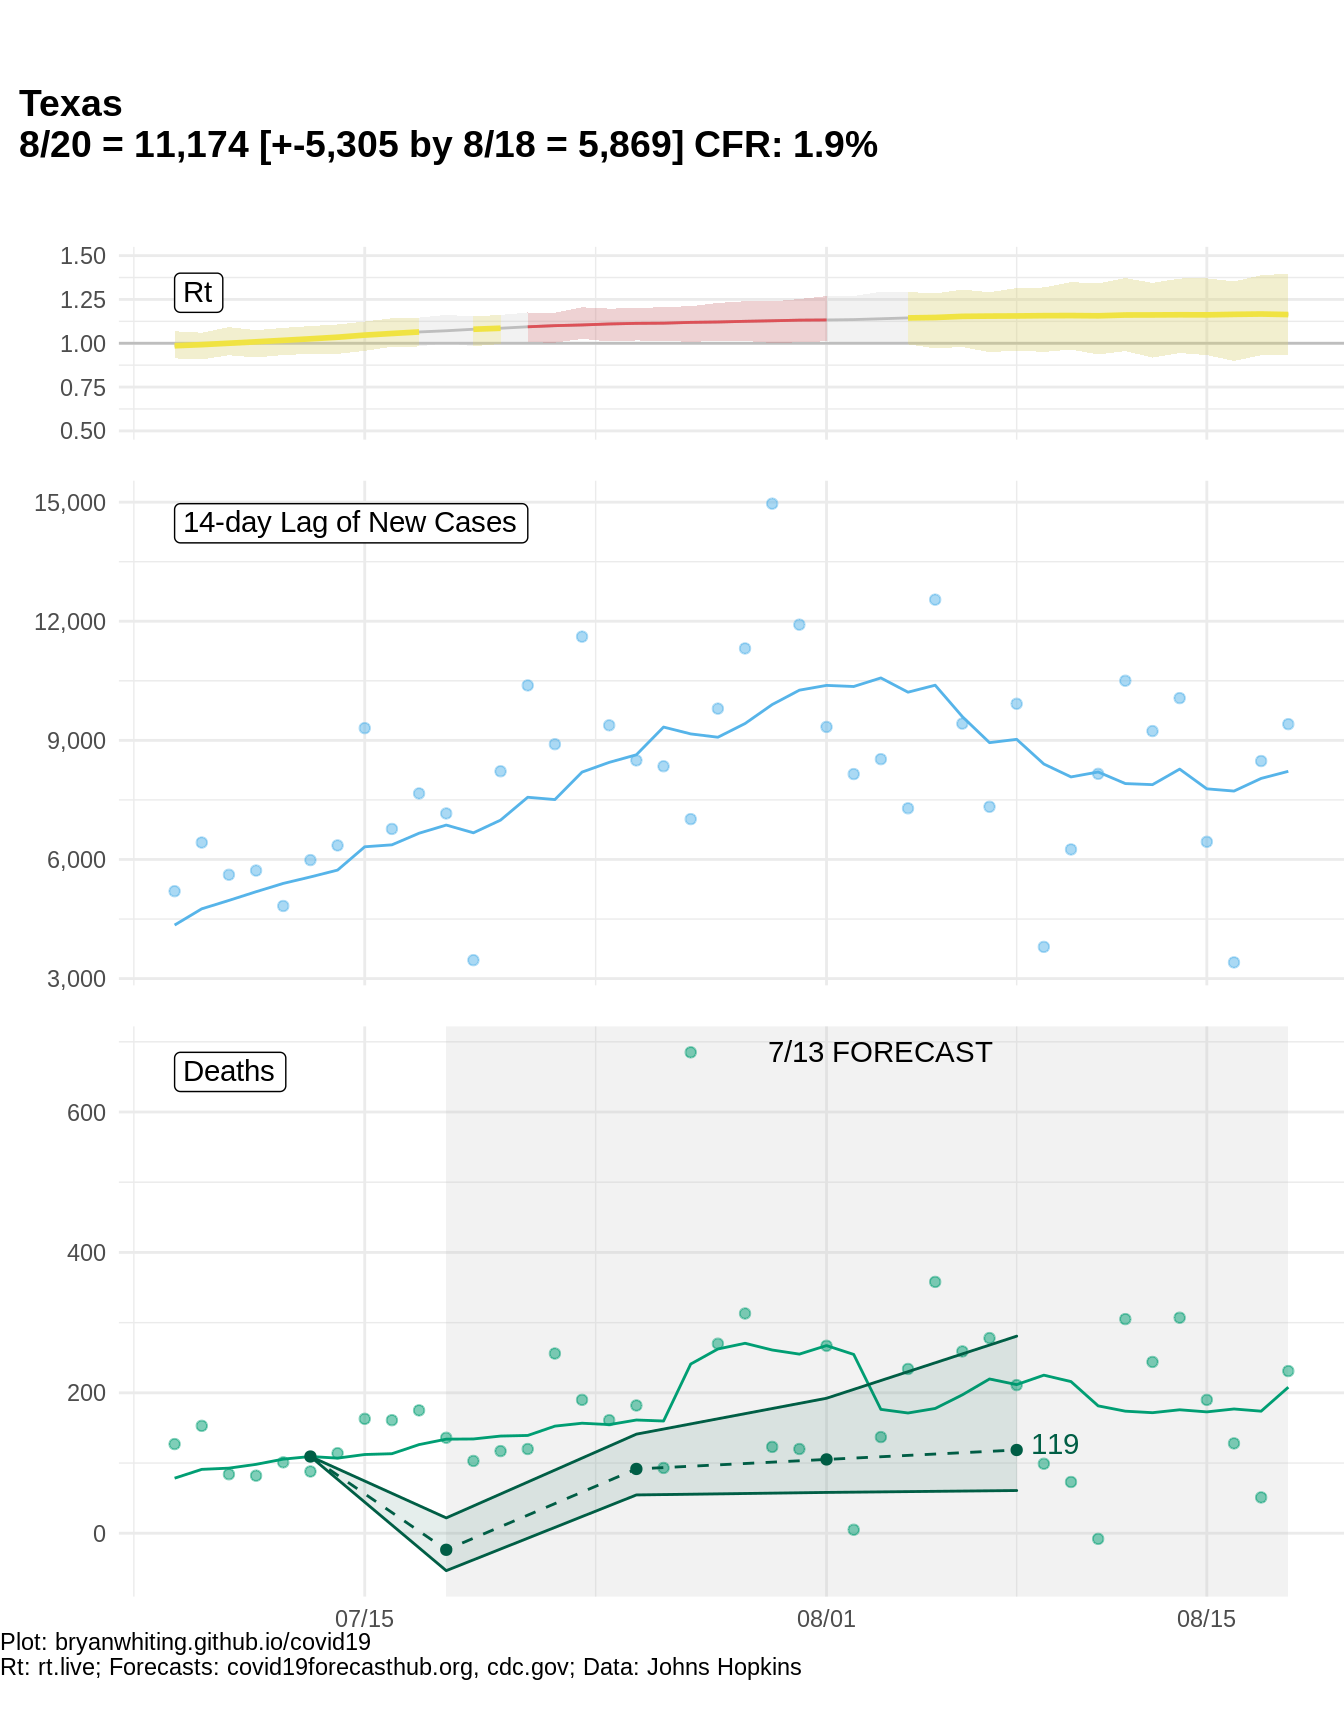 Texas
8/20 = 11,174 [+-5,305 by 8/18 = 5,869] CFR: 1.9%
1.50
Rt
1.25
1.00
0.75
0.50
15,000
14-day Lag of New Cases
12,000
9,000
6,000
3,000
7/13 FORECAST
Deaths
600
400
200
119
0
07/15
08/01
08/15
Plot: bryanwhiting.github.io/covid19
Rt: rt.live; Forecasts: covid19forecasthub.org, cdc.gov; Data: Johns Hopkins